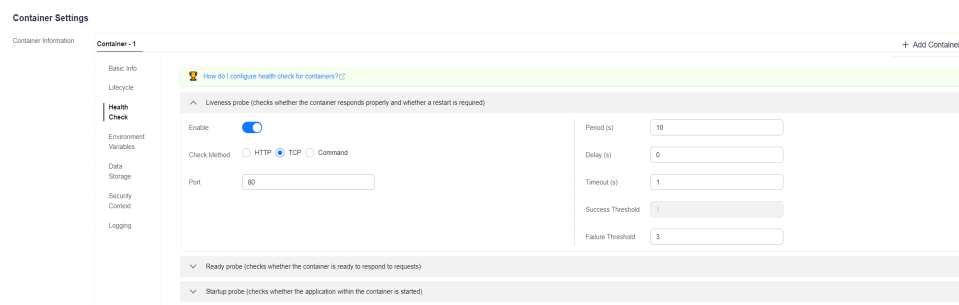 Container Settings
Container Information
Container - 1
+ Add Container
Basic Info
Lifecycle
Health
Check
Environment
Variables
Data
Storage
Security
Context
Logging
How do I configure health check for containers?
Liveness probe (checks whether the container responds properly and whether a restart is required)
Enable
Check Method HTTP TCP Command
Port 80
Period (s) 10
Delay (s) 0
Timeout (s) 1
Success Threshold 1
Failure Threshold 3
Ready probe (checks whether the container is ready to respond to requests)
Startup probe (checks whether the application within the container is started)